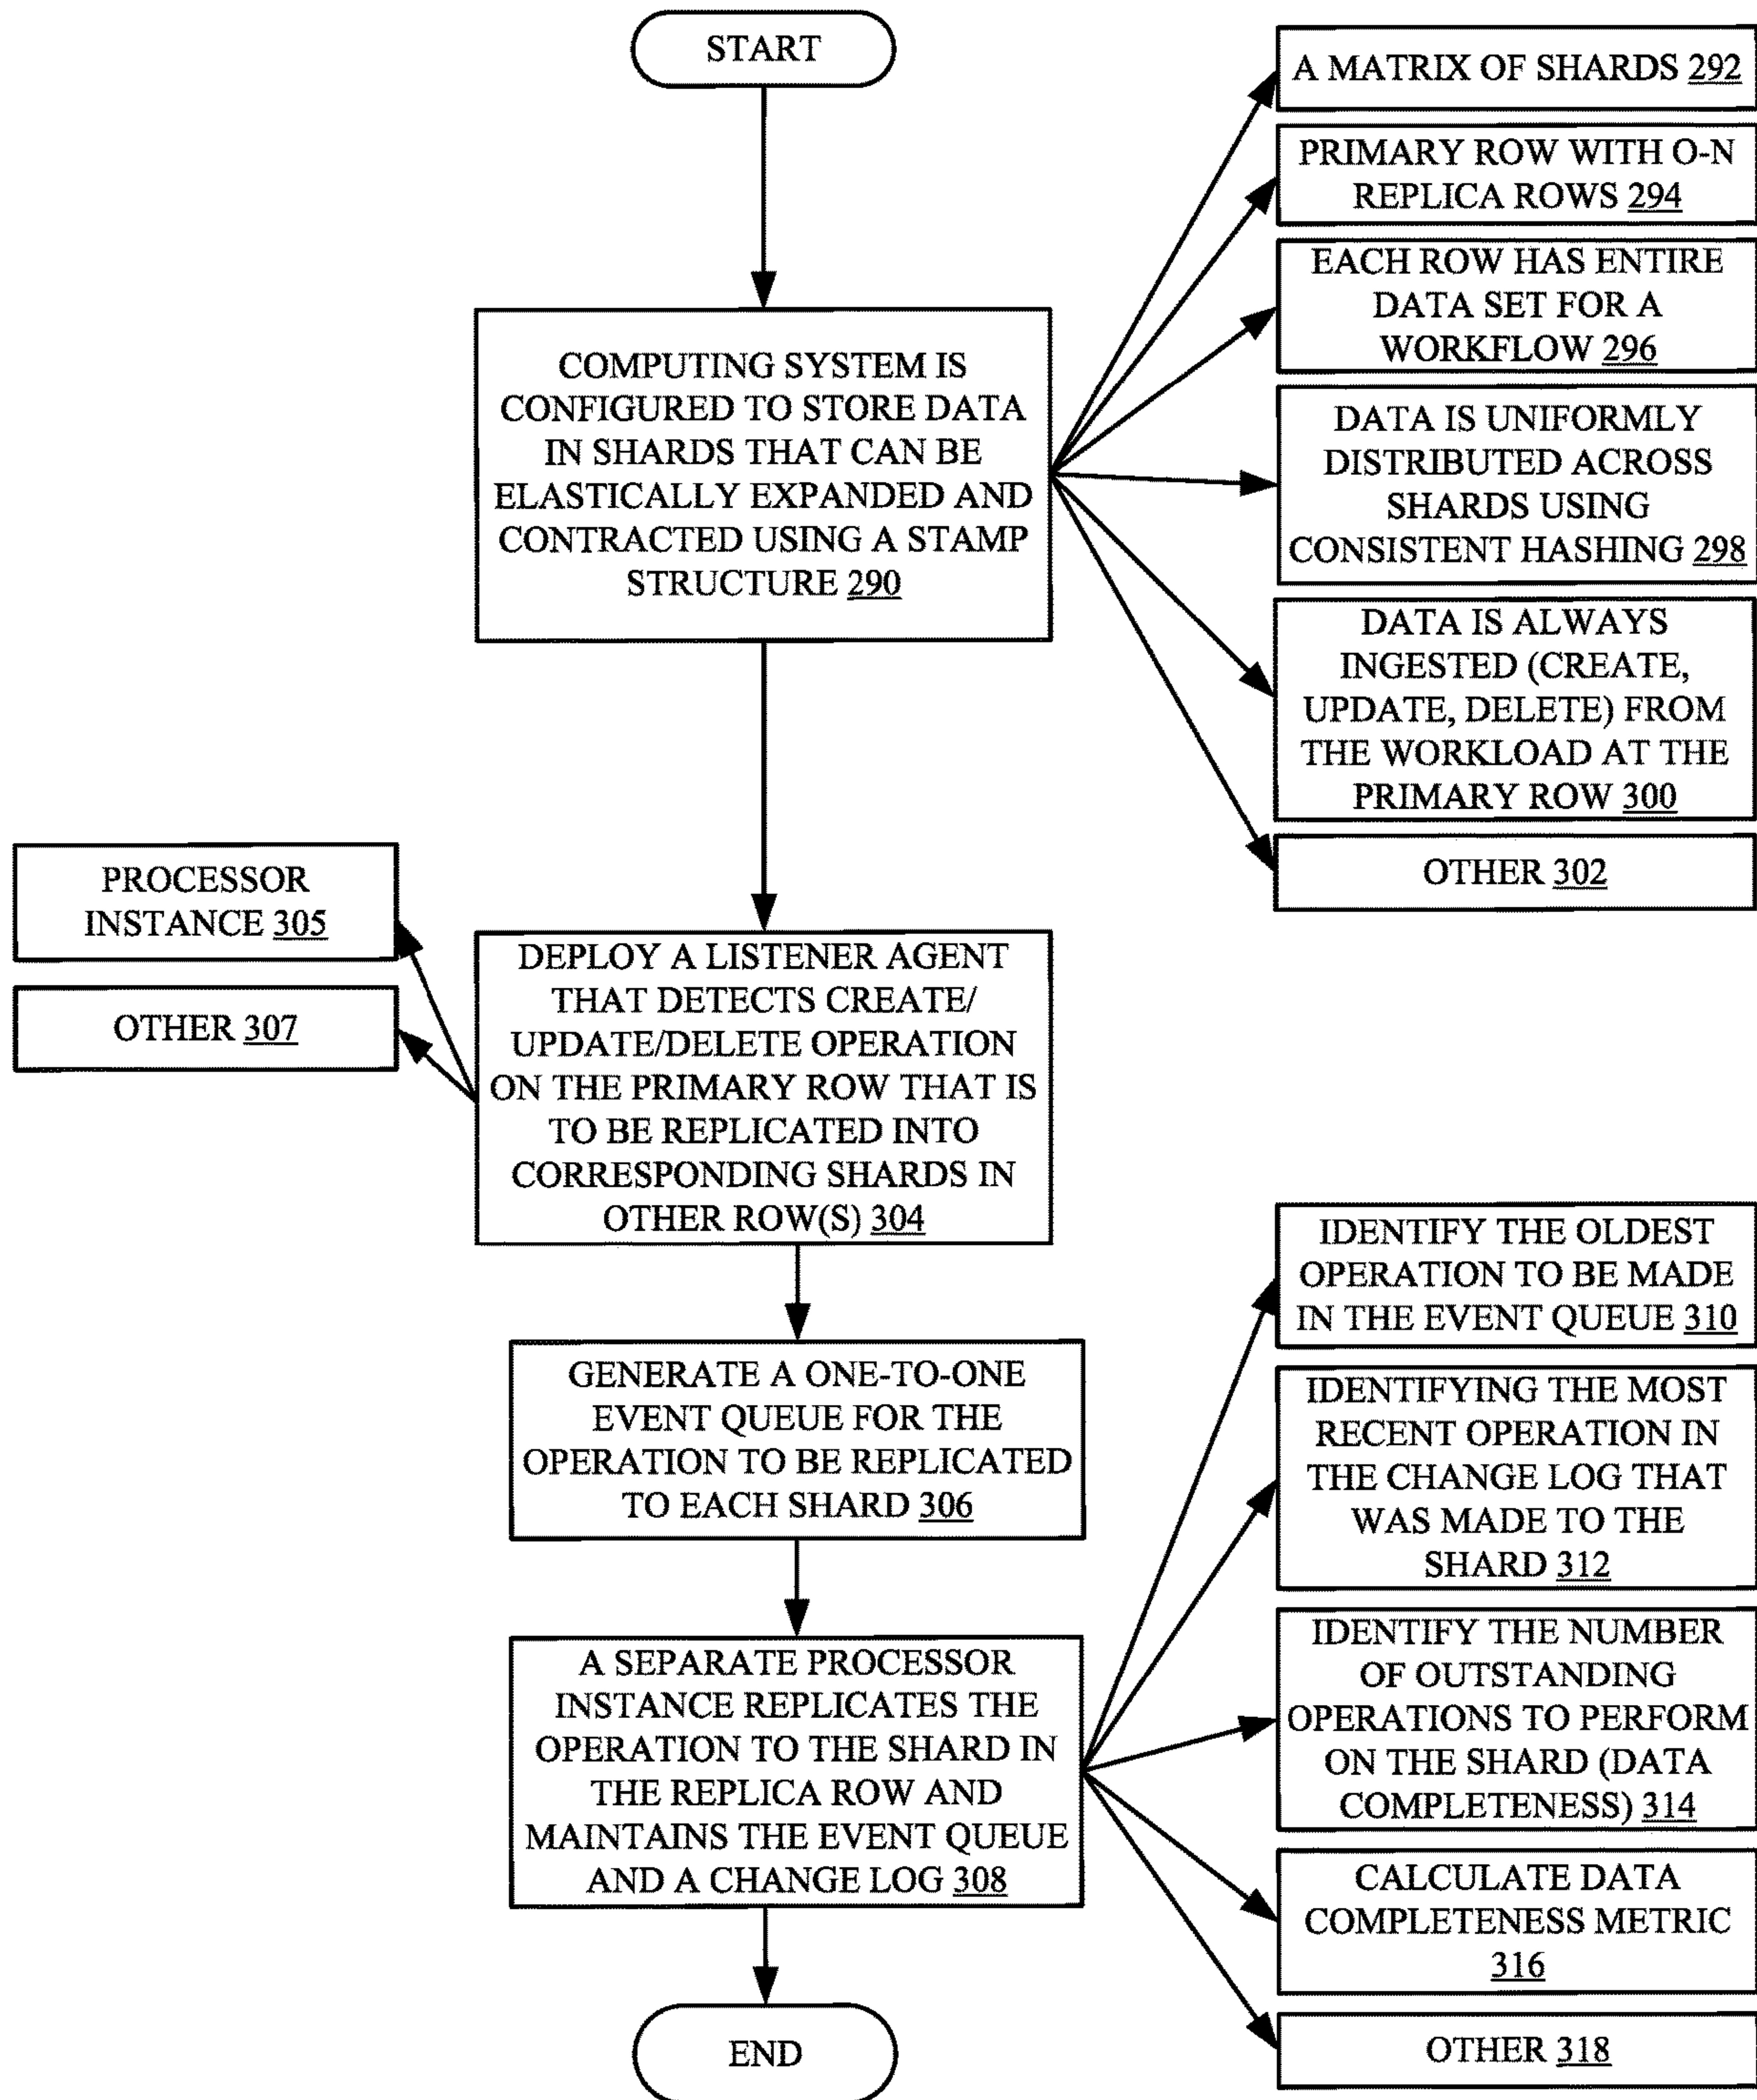 START
A MATRIX OF SHARDS 292
PRIMARY ROW WITH O-N
REPLICA ROWS 294
EACH ROW HAS ENTIRE
DATA SET FOR A
WORKFLOW 296
DATA IS UNIFORMLY
DISTRIBUTED ACROSS
SHARDS USING
CONSISTENT HASHING 298
DATA IS ALWAYS
INGESTED (CREATE,
UPDATE, DELETE) FROM
THE WORKLOAD AT THE
PRIMARY ROW 300
OTHER 302
COMPUTING SYSTEM IS
CONFIGURED TO STORE DATA
IN SHARDS THAT CAN BE
ELASTICALLY EXPANDED AND
CONTRACTED USING A STAMP
STRUCTURE 290
PROCESSOR
INSTANCE 305
OTHER 307
DEPLOY A LISTENER AGENT
THAT DETECTS CREATE/
UPDATE/DELETE OPERATION
ON THE PRIMARY ROW THAT IS
TO BE REPLICATED INTO
CORRESPONDING SHARDS IN
OTHER ROW(S) 304
GENERATE A ONE-TO-ONE
EVENT QUEUE FOR THE
OPERATION TO BE REPLICATED
TO EACH SHARD 306
A SEPARATE PROCESSOR
INSTANCE REPLICATES THE
OPERATION TO THE SHARD IN
THE REPLICA ROW AND
MAINTAINS THE EVENT QUEUE
AND A CHANGE LOG 308
IDENTIFY THE OLDEST
OPERATION TO BE MADE
IN THE EVENT QUEUE 310
IDENTIFYING THE MOST
RECENT OPERATION IN
THE CHANGE LOG THAT
WAS MADE TO THE
SHARD 312
IDENTIFY THE NUMBER
OF OUTSTANDING
OPERATIONS TO PERFORM
ON THE SHARD (DATA
COMPLETENESS) 314
CALCULATE DATA
COMPLETENESS METRIC
316
OTHER 318
END